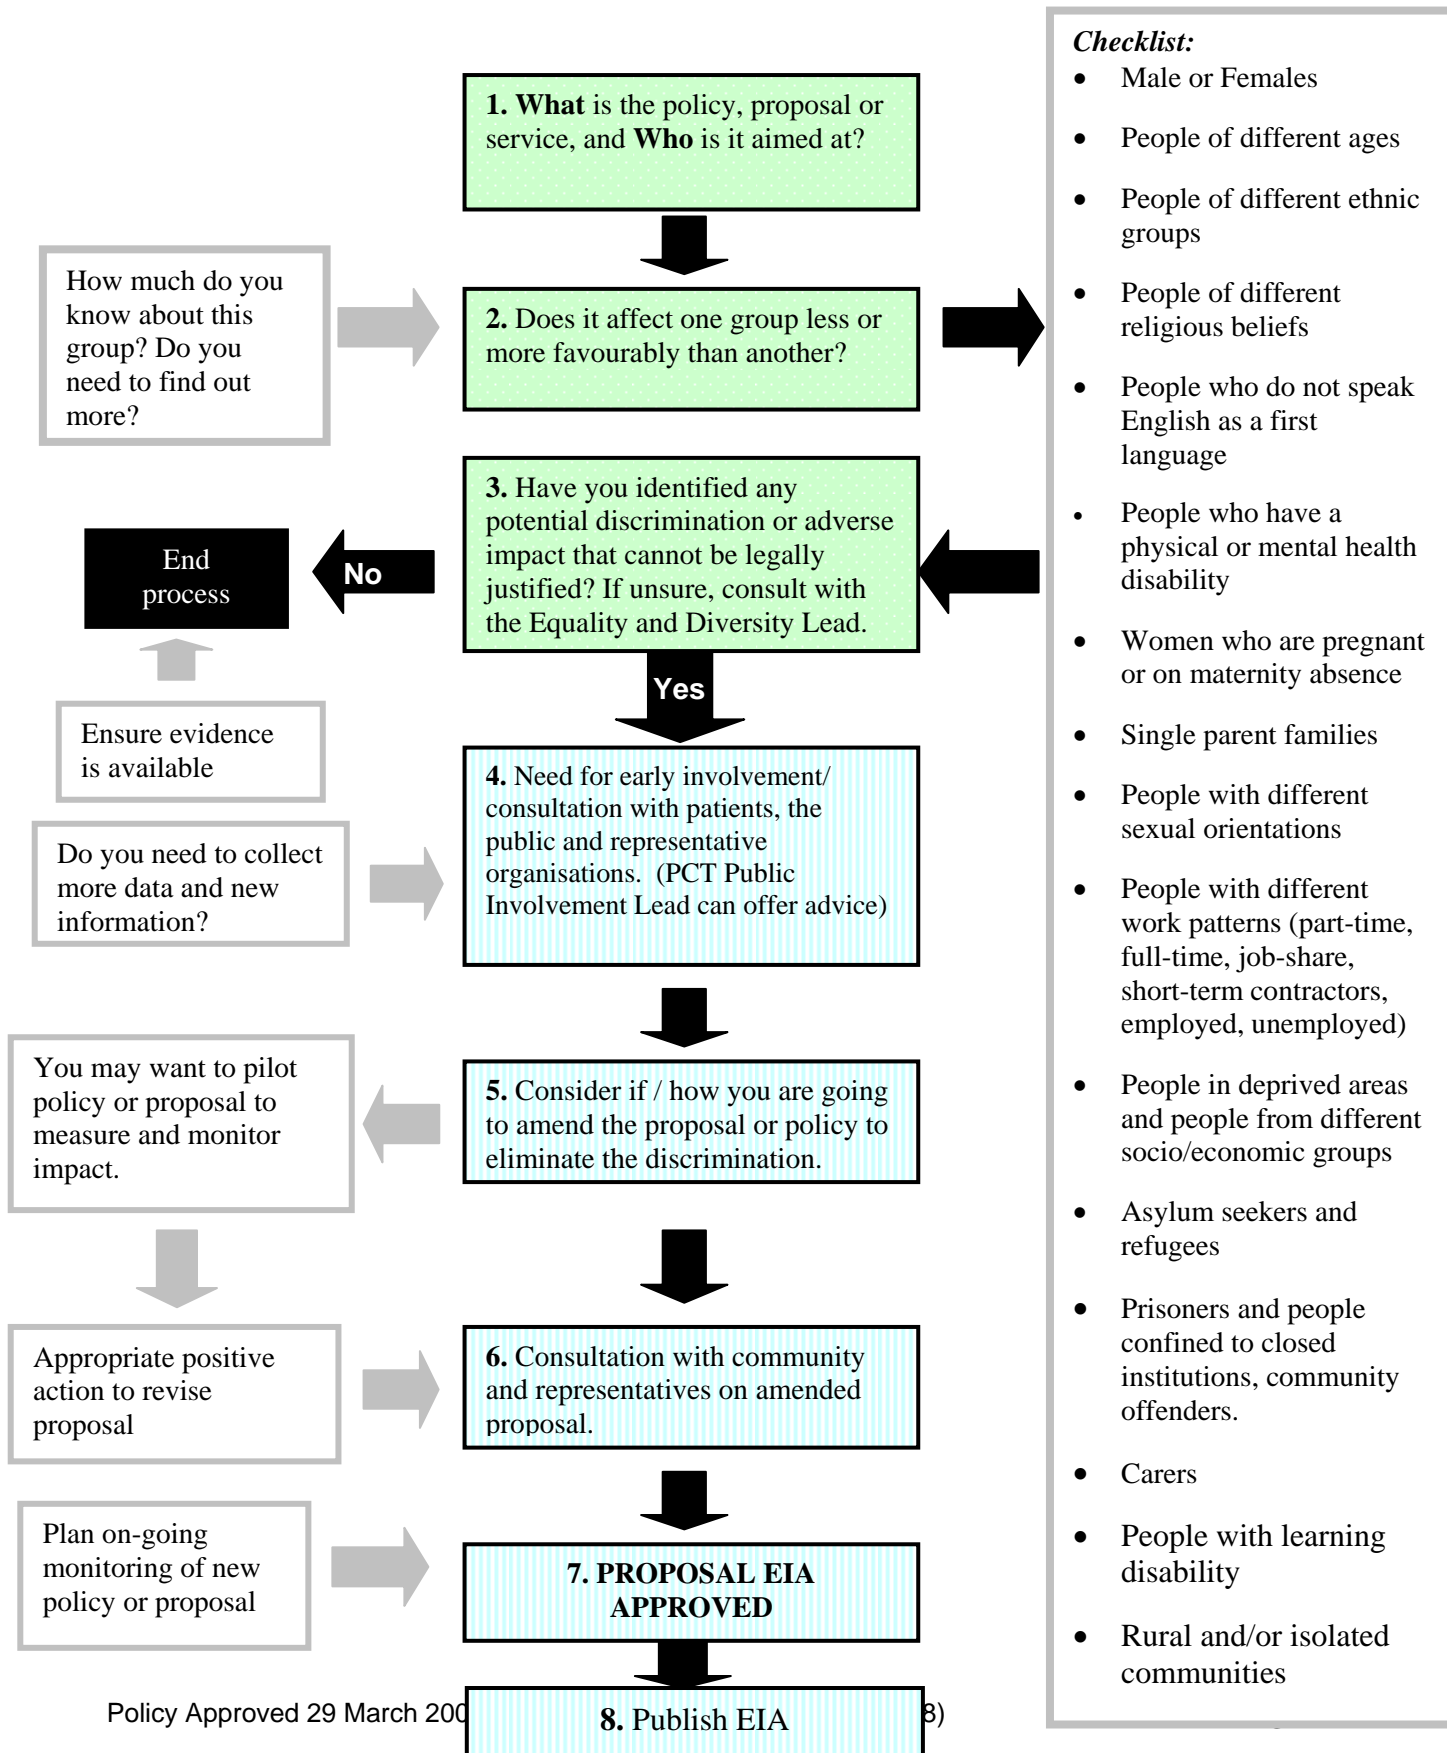 1. What is the policy, proposal or
service, and Who is it aimed at?
How much do you
know about this
group? Do you
need to find out
more?
2. Does it affect one group less or
more favourably than another?
Checklist:
• Male or Females
• People of different ages
• People of different ethnic
groups
• People of different
religious beliefs
• People who do not speak
English as a first
language
• People who have a
physical or mental health
disability
• Women who are pregnant
or on maternity absence
• Single parent families
• People with different
sexual orientations
• People with different
work patterns (part-time,
full-time, job-share,
short-term contractors,
employed, unemployed)
• People in deprived areas
and people from different
socio/economic groups
• Asylum seekers and
refugees
• Prisoners and people
confined to closed
institutions, community
offenders.
• Carers
• People with learning
disability
• Rural and/or isolated
communities
3. Have you identified any
potential discrimination or adverse
impact that cannot be legally
justified? If unsure, consult with
the Equality and Diversity Lead.
No
End
process
Ensure evidence
is available
Yes
4. Need for early involvement/
consultation with patients, the
public and representative
organisations. (PCT Public
Involvement Lead can offer advice)
Do you need to collect
more data and new
information?
5. Consider if / how you are going
to amend the proposal or policy to
eliminate the discrimination.
You may want to pilot
policy or proposal to
measure and monitor
impact.
Appropriate positive
action to revise
proposal
6. Consultation with community
and representatives on amended
proposal.
Plan on-going
monitoring of new
policy or proposal
7. PROPOSAL EIA
APPROVED
8. Publish EIA
Policy Approved 29 March 200 8)